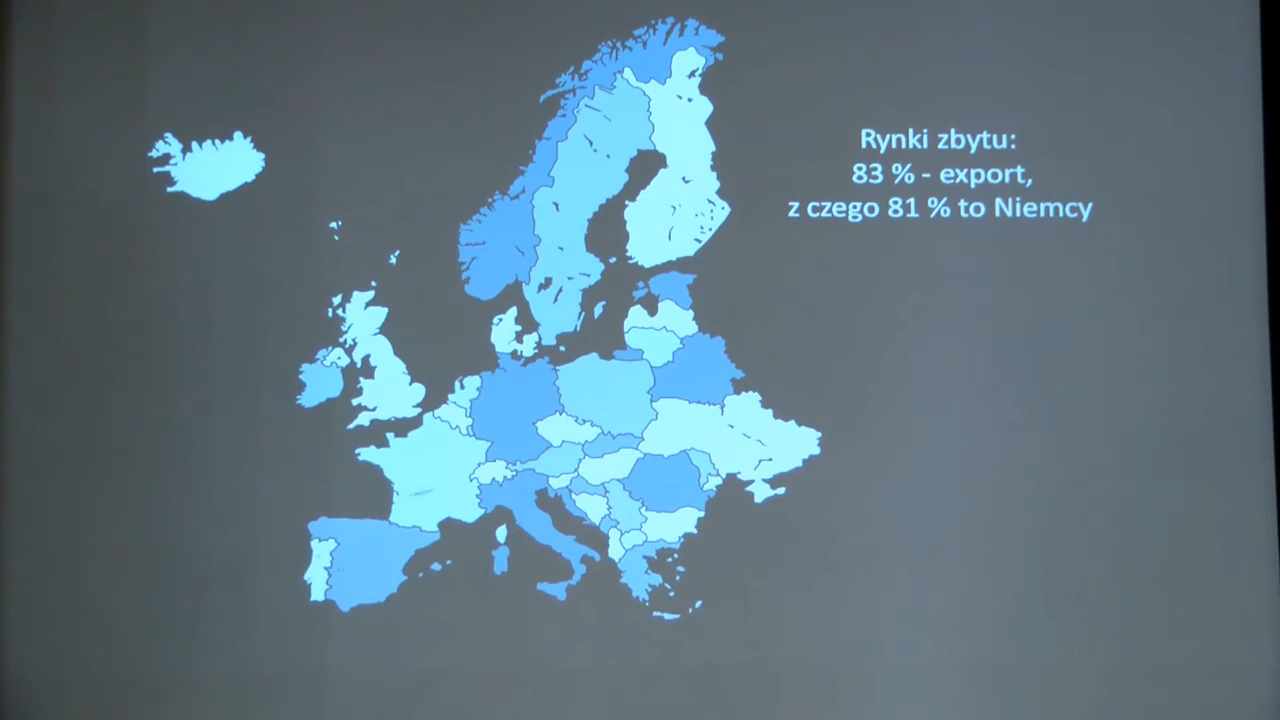 Rynki zbytu:
83 % - export,
z czego 81 % to Niemcy